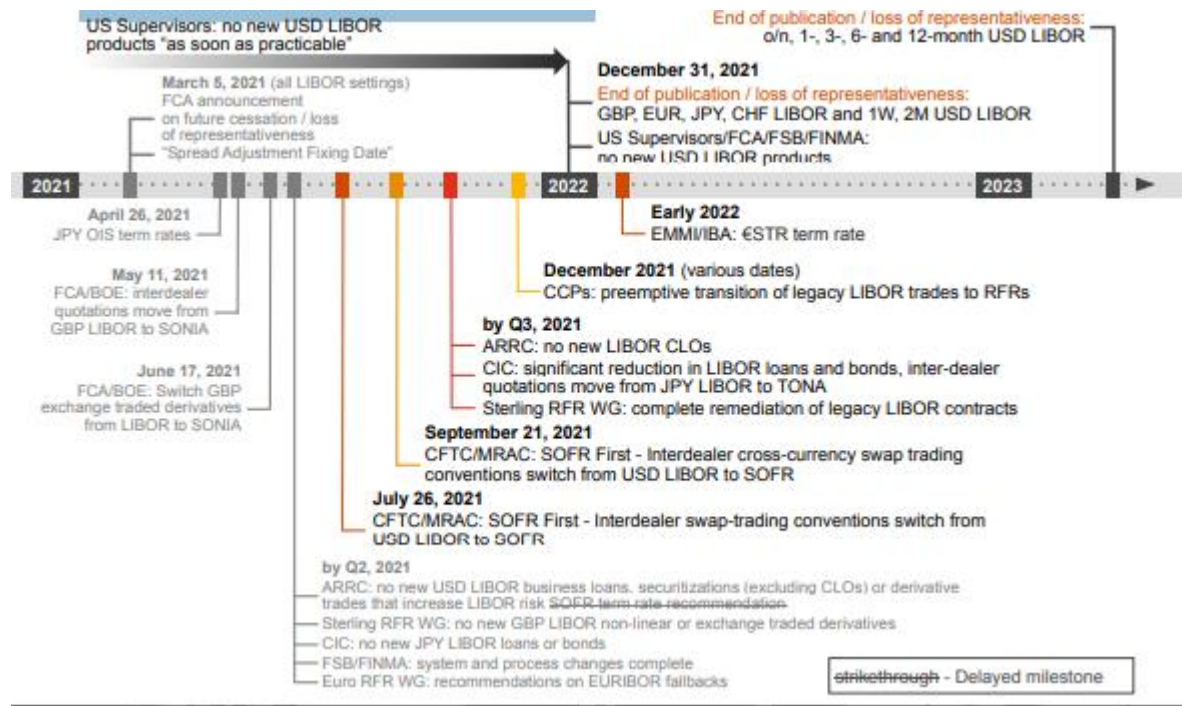 US Supervisors: no new USD LIBOR
products "as soon as practicable"
End of publication / loss of representativeness:
o/n, 1-, 3-, 6- and 12-month USD LIBOR
March 5, 2021 (all LIBOR settings)
FCA announcement
on future cessation / loss
of representativeness
"Spread Adjustment Fixing Date"
December 31, 2021
End of publication / loss of representativeness:
GBP, EUR, JPY, CHF LIBOR and 1W, 2M USD LIBOR
US Supervisors/FCA/FSB/FINMA:
no new USD LIBOR products
2021
2022
2023
April 26, 2021
JPY OIS term rates
May 11, 2021
FCA/BOE: interdealer
quotations move from
GBP LIBOR to SONIA
June 17, 2021
FCA/BOE: Switch GBP
exchange traded derivatives
from LIBOR to SONIA
Early 2022
EMMI/IBA: €STR term rate
December 2021 (various dates)
CCPs: preemptive transition of legacy LIBOR trades to RFRs
by Q3, 2021
ARRC: no new LIBOR CLOs
CIC: significant reduction in LIBOR loans and bonds, inter-dealer
quotations move from JPY LIBOR to TONA
Sterling RFR WG: complete remediation of legacy LIBOR contracts
September 21, 2021
CFTC/MRAC: SOFR First - Interdealer cross-currency swap trading
conventions switch from USD LIBOR to SOFR
July 26, 2021
CFTC/MRAC: SOFR First - Interdealer swap-trading conventions switch from
USD LIBOR to SOFR
by Q2, 2021
ARRC: no new USD LIBOR business loans, securitizations (excluding CLOs) or derivative
trades that increase LIBOR risk SOFR term rate recommendation
Sterling RFR WG: no new GBP LIBOR non-linear or exchange traded derivatives
CIC: no new JPY LIBOR loans or bonds
FSB/FINMA: system and process changes complete
Euro RFR WG: recommendations on EURIBOR fallbacks
strikethrough - Delayed milestone